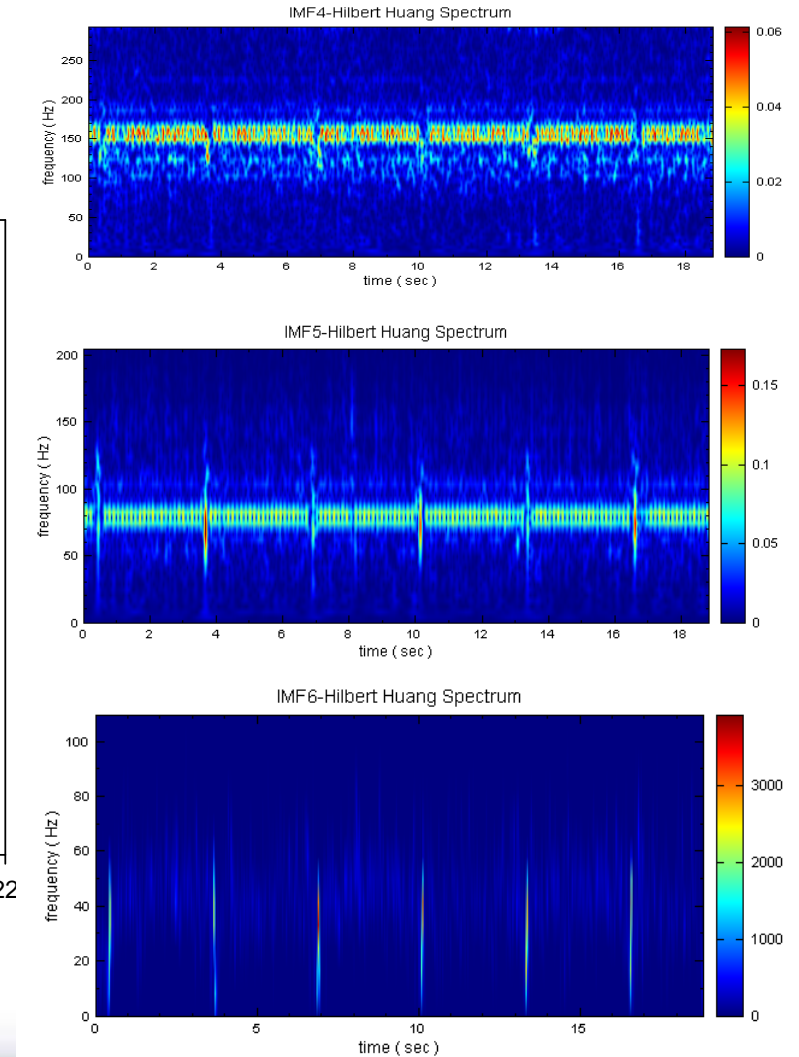 IMF4-Hilbert Huang Spectrum
frequency ( Hz )
250
200
150
100
50
0
0 2 4 6 8 10 12 14 16 18
time ( sec )
0.06
0.04
0.02
0
IMF5-Hilbert Huang Spectrum
frequency ( Hz )
200
150
100
50
0
0 2 4 6 8 10 12 14 16 18
time ( sec )
0.15
0.1
0.05
0
IMF6-Hilbert Huang Spectrum
frequency ( Hz )
100
80
60
40
20
0
0 5 10 15
time ( sec )
3000
2000
1000
0
22